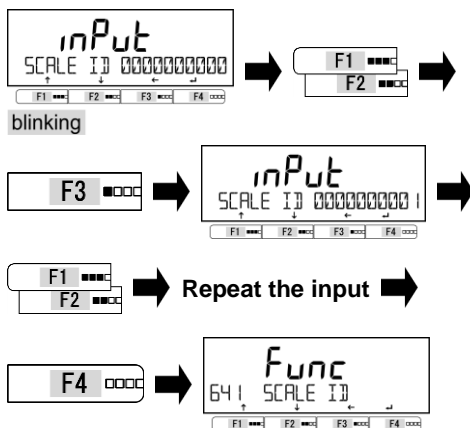 inPut
SCALE ID 0000000000
↑ ↓ ← ↵
F1 F2 F3 F4
blinking
F1
F2
F3
inPut
SCALE ID 0000000001
↑ ↓ ← ↵
F1 F2 F3 F4
F1
F2
Repeat the input
F4
Func
641 SCALE ID
↑ ↓ ← ↵
F1 F2 F3 F4